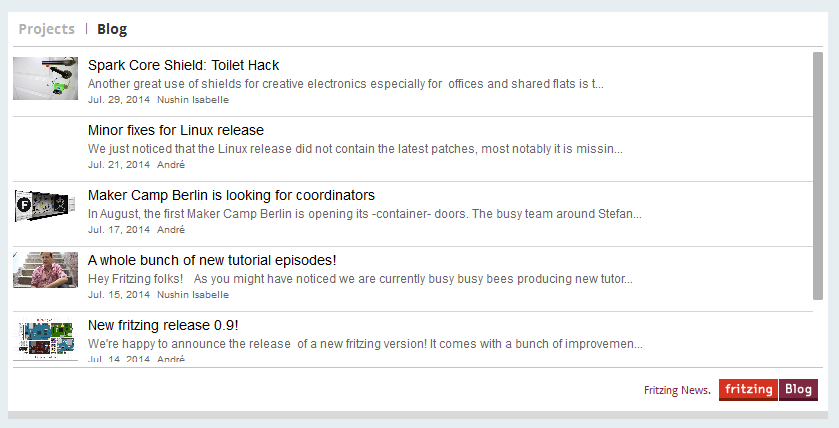 Projects | Blog
Spark Core Shield: Toilet Hack
Another great use of shields for creative electronics especially for offices and shared flats is t...
Jul. 29, 2014 Nushin Isabelle
Minor fixes for Linux release
We just noticed that the Linux release did not contain the latest patches, most notably it is missin...
Jul. 21, 2014 André
Maker Camp Berlin is looking for coordinators
In August, the first Maker Camp Berlin is opening its -container- doors. The busy team around Stefan...
Jul. 17, 2014 André
A whole bunch of new tutorial episodes!
Hey Fritzing folks! As you might have noticed we are currently busy busy bees producing new tutor...
Jul. 15, 2014 Nushin Isabelle
New fritzing release 0.9!
We're happy to announce the release of a new fritzing version! It comes with a bunch of improvemen...
Jul. 14, 2014 André
Fritzing News. fritzing Blog